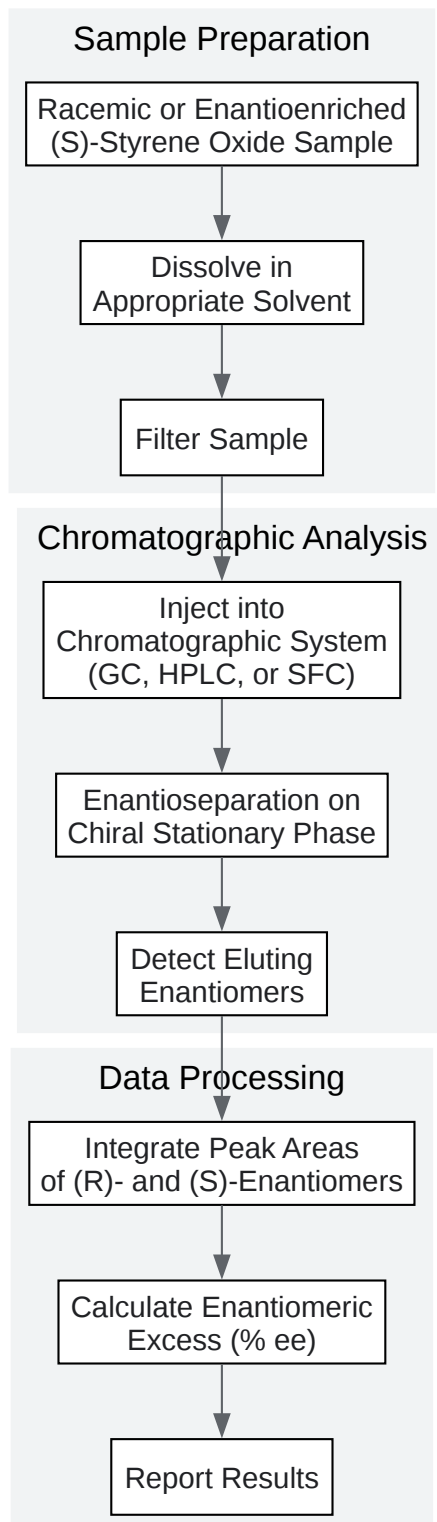 Sample Preparation
Racemic or Enantioenriched
(S)-Styrene Oxide Sample
Dissolve in
Appropriate Solvent
Filter Sample
Chromatographic Analysis
Inject into
Chromatographic System
(GC, HPLC, or SFC)
Enantioseparation on
Chiral Stationary Phase
Detect Eluting
Enantiomers
Data Processing
Integrate Peak Areas
of (R)- and (S)-Enantiomers
Calculate Enantiomeric
Excess (% ee)
Report Results